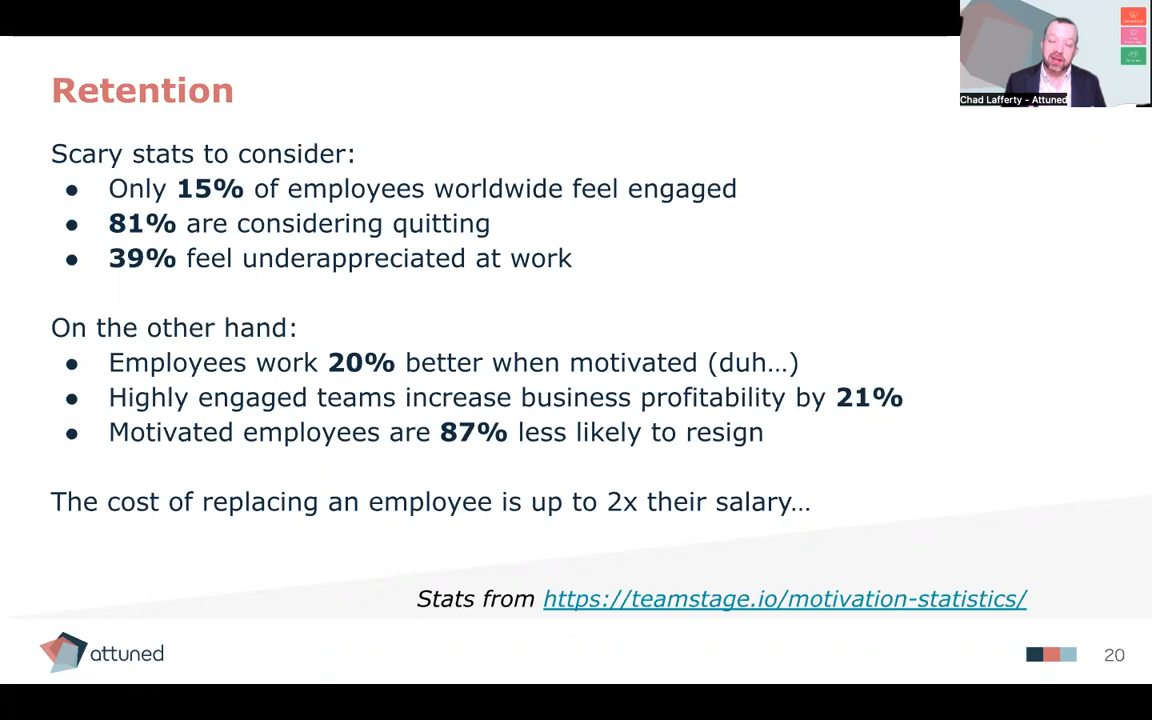 Retention
Scary stats to consider:
● Only 15% of employees worldwide feel engaged
● 81% are considering quitting
● 39% feel underappreciated at work
On the other hand:
● Employees work 20% better when motivated (duh…)
● Highly engaged teams increase business profitability by 21%
● Motivated employees are 87% less likely to resign
The cost of replacing an employee is up to 2x their salary…
Stats from https://teamstage.io/motivation-statistics/
attuned
20
Chad Lafferty - Attuned